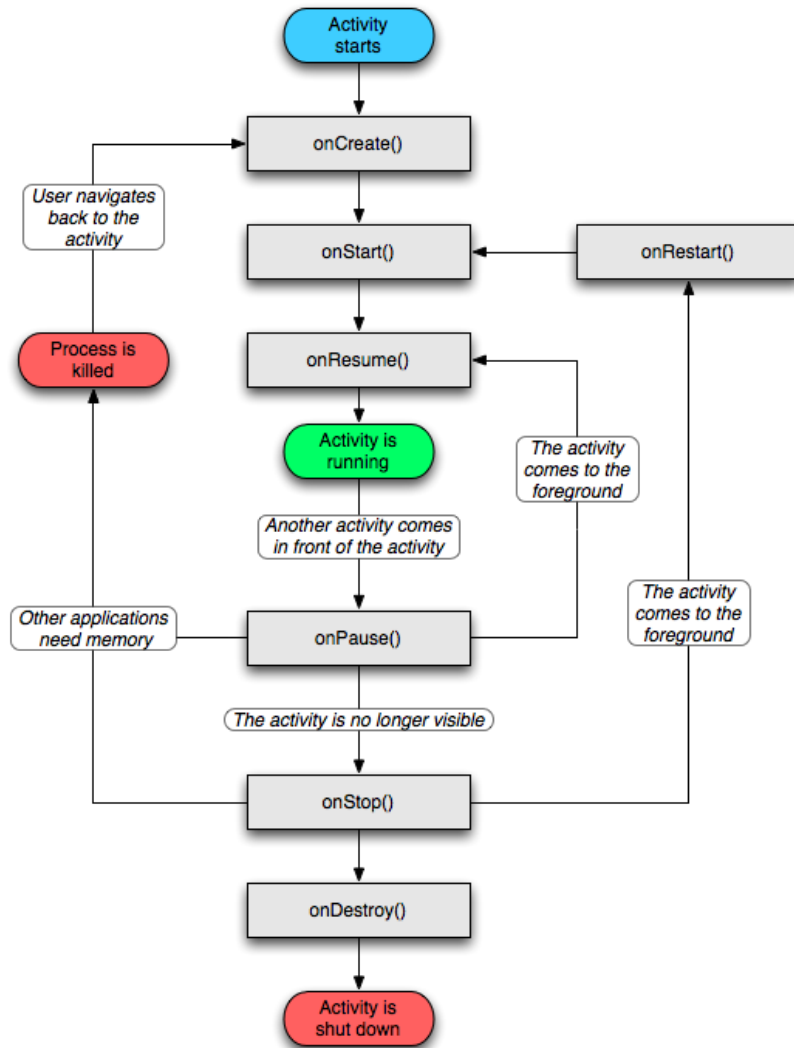 Activity
starts
onCreate()
User navigates
back to the
activity
onStart()
onRestart()
Process is
killed
onResume()
Activity is
running
The activity
comes to the
foreground
Another activity comes
in front of the activity
The activity
comes to the
foreground
Other applications
need memory
onPause()
The activity is no longer visible
onStop()
onDestroy()
Activity is
shut down